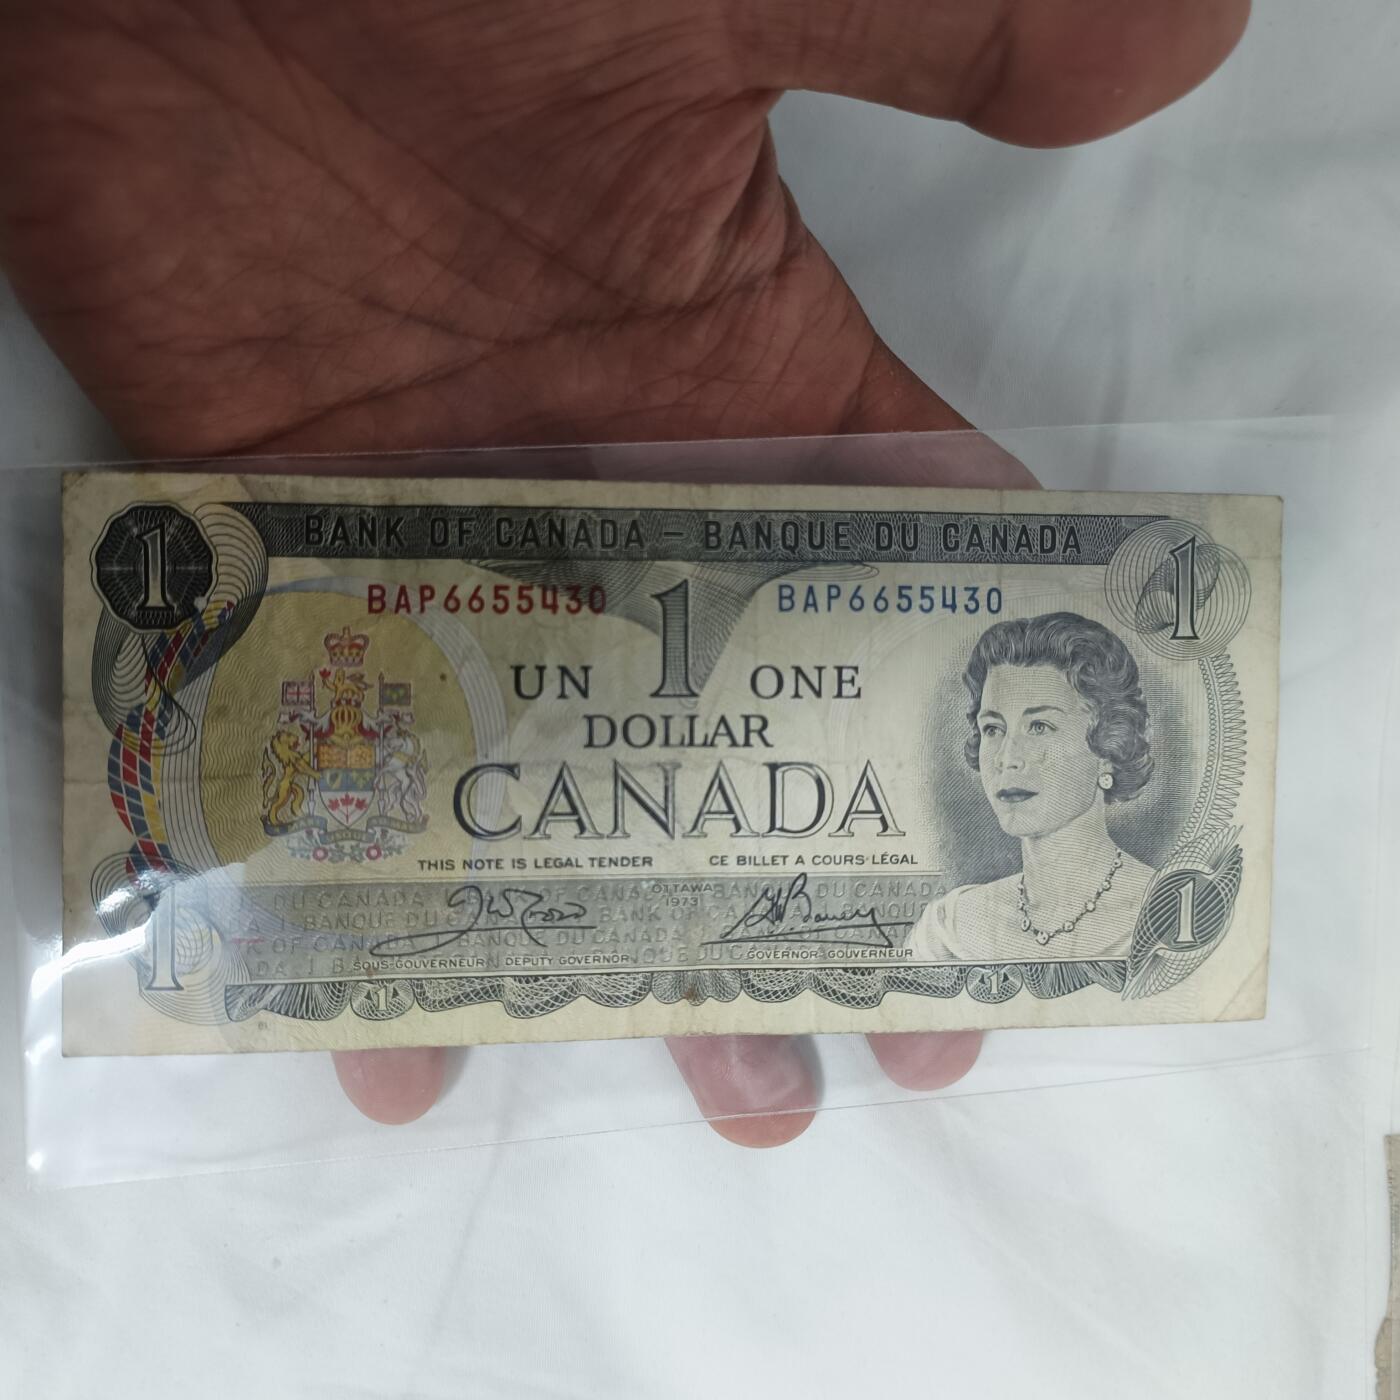 BANK OF CANADA – BANQUE DU CANADA
1
1
BAP6655430
1
BAP6655430
UN ONE
DOLLAR
CANADA
THIS NOTE IS LEGAL TENDER CE BILLET A COURS LÉGAL
OTTAWA
1973
SOUS-GOUVERNEUR DEPUTY GOVERNOR
GOVERNOR-GOUVERNEUR
1
1
1
1